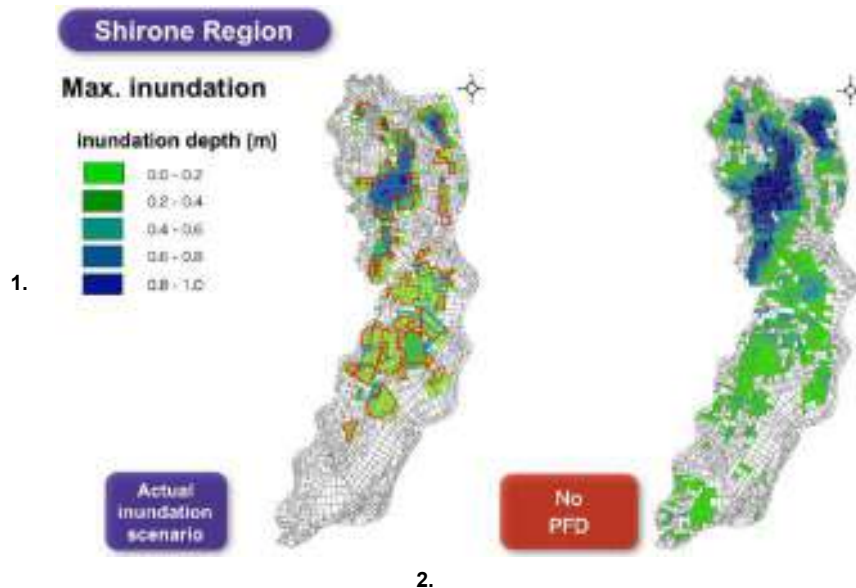 Shirone Region
Max. inundation
inundation depth [m]
0.0 - 0.2
0.2 - 0.4
0.4 - 0.6
0.6 - 0.8
0.8 - 1.0
1.
Actual
inundation
scenario
No
PFD
2.